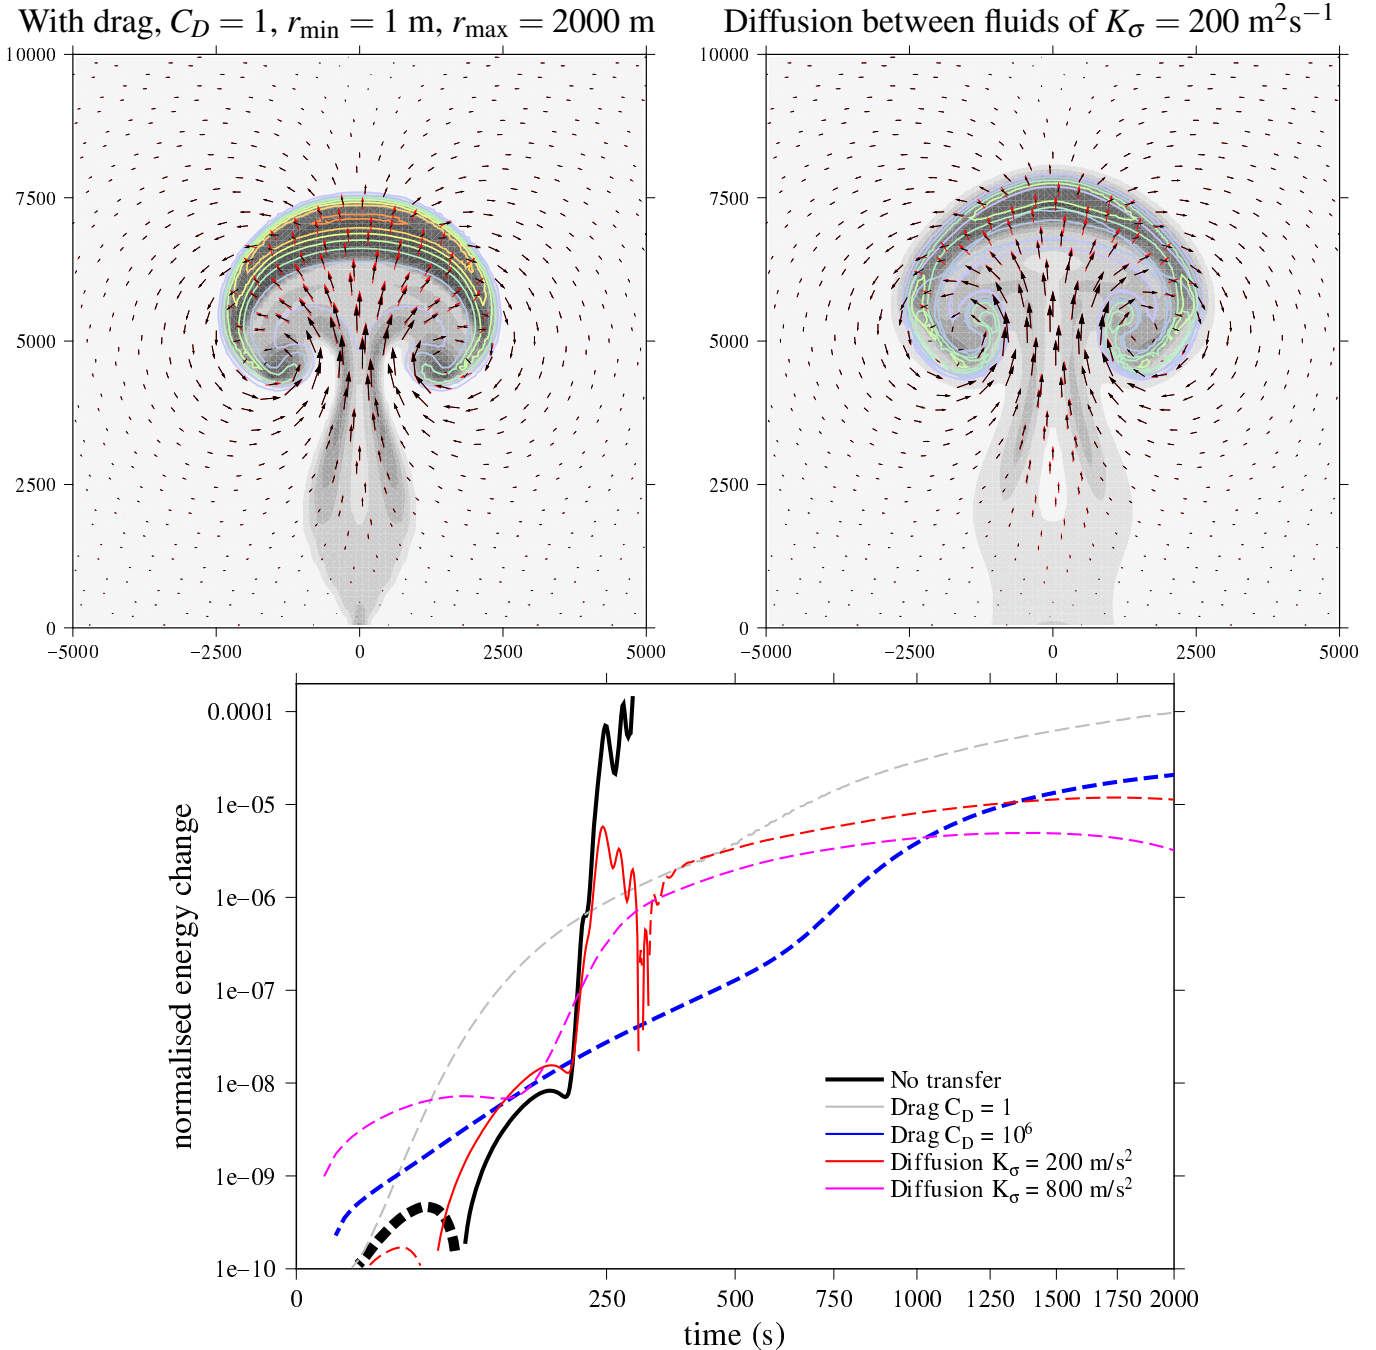 With drag, C_D = 1, r_min = 1 m, r_max = 2000 m
Diffusion between fluids of K_σ = 200 m²s⁻¹
10000
7500
5000
2500
0
−5000 −2500 0 2500 5000
10000
7500
5000
2500
0
−5000 −2500 0 2500 5000
normalised energy change
0.0001
1e−05
1e−06
1e−07
1e−08
1e−09
1e−10
No transfer
Drag C_D = 1
Drag C_D = 10⁶
Diffusion K_σ = 200 m/s²
Diffusion K_σ = 800 m/s²
0 250 500 750 1000 1250 1500 1750 2000
time (s)